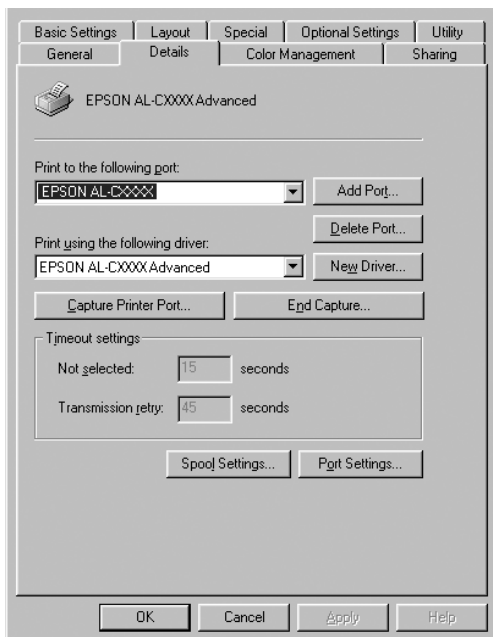 Basic Settings Layout Special Optional Settings Utility
General Details Color Management Sharing
EPSON AL-CXXXX Advanced
Print to the following port:
EPSON AL-CXXXX
Add Port...
Delete Port...
Print using the following driver:
EPSON AL-CXXXX Advanced
New Driver...
Capture Printer Port... End Capture...
Timeout settings
Not selected: 15 seconds
Transmission retry: 45 seconds
Spool Settings... Port Settings...
OK Cancel Apply Help